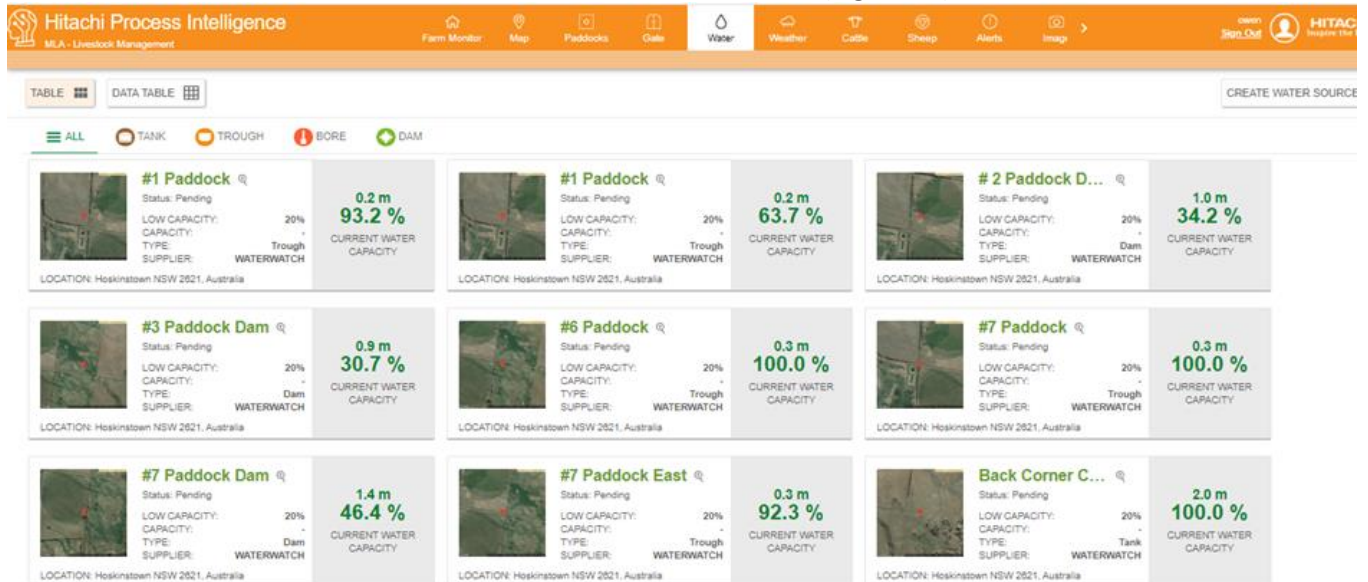 Hitachi Process Intelligence
MLA - Livestock Management
Farm Monitor Map Paddocks Gate Water Weather Cattle Sheep Alerts Imag
owen
Sign Out
HITAC
Inspire the
TABLE DATA TABLE CREATE WATER SOURCE
ALL TANK TROUGH BORE DAM
#1 Paddock
Status: Pending
LOW CAPACITY: 20%
CAPACITY: -
TYPE: Trough
SUPPLIER: WATERWATCH
LOCATION: Hoskinstown NSW 2621, Australia
0.2 m
93.2 %
CURRENT WATER
CAPACITY
#1 Paddock
Status: Pending
LOW CAPACITY: 20%
CAPACITY: -
TYPE: Trough
SUPPLIER: WATERWATCH
LOCATION: Hoskinstown NSW 2621, Australia
0.2 m
63.7 %
CURRENT WATER
CAPACITY
# 2 Paddock D...
Status: Pending
LOW CAPACITY: 20%
CAPACITY: -
TYPE: Dam
SUPPLIER: WATERWATCH
LOCATION: Hoskinstown NSW 2621, Australia
1.0 m
34.2 %
CURRENT WATER
CAPACITY
#3 Paddock Dam
Status: Pending
LOW CAPACITY: 20%
CAPACITY: -
TYPE: Dam
SUPPLIER: WATERWATCH
LOCATION: Hoskinstown NSW 2621, Australia
0.9 m
30.7 %
CURRENT WATER
CAPACITY
#6 Paddock
Status: Pending
LOW CAPACITY: 20%
CAPACITY: -
TYPE: Trough
SUPPLIER: WATERWATCH
LOCATION: Hoskinstown NSW 2621, Australia
0.3 m
100.0 %
CURRENT WATER
CAPACITY
#7 Paddock
Status: Pending
LOW CAPACITY: 20%
CAPACITY: -
TYPE: Trough
SUPPLIER: WATERWATCH
LOCATION: Hoskinstown NSW 2621, Australia
0.3 m
100.0 %
CURRENT WATER
CAPACITY
#7 Paddock Dam
Status: Pending
LOW CAPACITY: 20%
CAPACITY: -
TYPE: Dam
SUPPLIER: WATERWATCH
LOCATION: Hoskinstown NSW 2621, Australia
1.4 m
46.4 %
CURRENT WATER
CAPACITY
#7 Paddock East
Status: Pending
LOW CAPACITY: 20%
CAPACITY: -
TYPE: Trough
SUPPLIER: WATERWATCH
LOCATION: Hoskinstown NSW 2621, Australia
0.3 m
92.3 %
CURRENT WATER
CAPACITY
Back Corner C...
Status: Pending
LOW CAPACITY: 20%
CAPACITY: -
TYPE: Tank
SUPPLIER: WATERWATCH
LOCATION: Hoskinstown NSW 2621, Australia
2.0 m
100.0 %
CURRENT WATER
CAPACITY